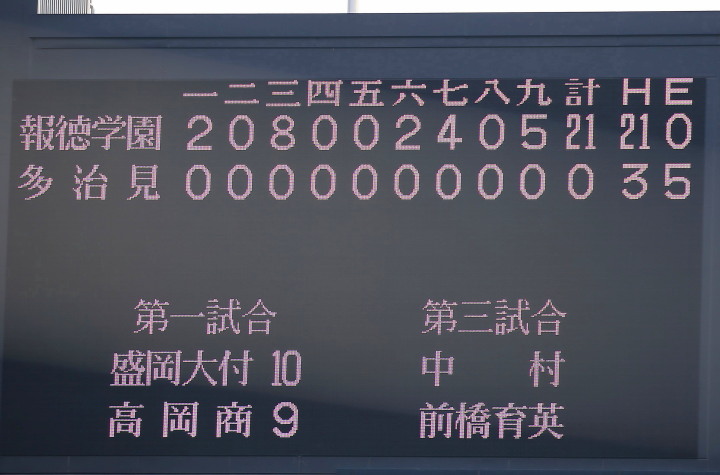 一 二 三 四 五 六 七 八 九 計 H E
報徳学園 2 0 8 0 0 2 4 0 5 21 21 0
多治見 0 0 0 0 0 0 0 0 0 0 3 5
第一試合 第三試合
盛岡大付 10 中村
高岡商 9 前橋育英